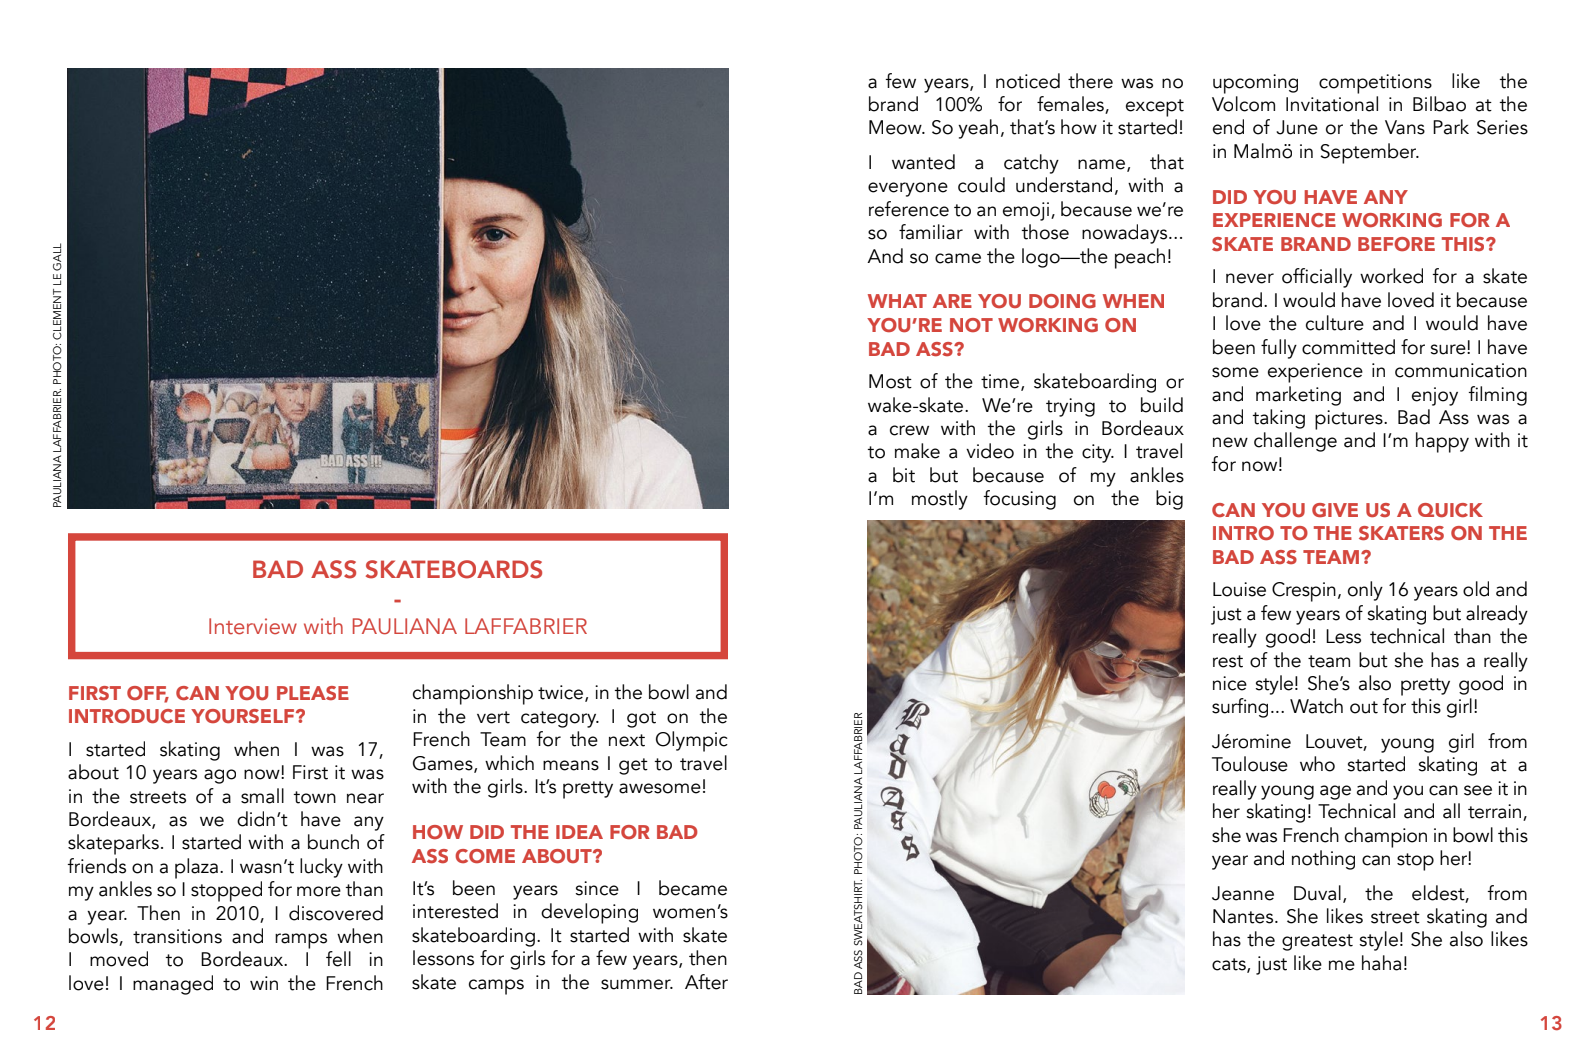 PAULIANA LAFFABRIER. PHOTO: CLEMENT LE GALL
BAD ASS !!!
BAD ASS SKATEBOARDS
-
Interview with PAULIANA LAFFABRIER
FIRST OFF, CAN YOU PLEASE
INTRODUCE YOURSELF?
I started skating when I was 17,
about 10 years ago now! First it was
in the streets of a small town near
Bordeaux, as we didn't have any
skateparks. I started with a bunch of
friends on a plaza. I wasn't lucky with
my ankles so I stopped for more than
a year. Then in 2010, I discovered
bowls, transitions and ramps when
I moved to Bordeaux. I fell in
love! I managed to win the French
championship twice, in the bowl and
in the vert category. I got on the
French Team for the next Olympic
Games, which means I get to travel
with the girls. It's pretty awesome!
HOW DID THE IDEA FOR BAD
ASS COME ABOUT?
It's been years since I became
interested in developing women's
skateboarding. It started with skate
lessons for girls for a few years, then
skate camps in the summer. After
12
a few years, I noticed there was no
brand 100% for females, except
Meow. So yeah, that's how it started!
I wanted a catchy name, that
everyone could understand, with a
reference to an emoji, because we're
so familiar with those nowadays...
And so came the logo—the peach!
WHAT ARE YOU DOING WHEN
YOU'RE NOT WORKING ON
BAD ASS?
Most of the time, skateboarding or
wake-skate. We're trying to build
a crew with the girls in Bordeaux
to make a video in the city. I travel
a bit but because of my ankles
I'm mostly focusing on the big
Bad Ass
BAD ASS SWEATSHIRT. PHOTO: PAULIANA LAFFABRIER
upcoming competitions like the
Volcom Invitational in Bilbao at the
end of June or the Vans Park Series
in Malmö in September.
DID YOU HAVE ANY
EXPERIENCE WORKING FOR A
SKATE BRAND BEFORE THIS?
I never officially worked for a skate
brand. I would have loved it because
I love the culture and I would have
been fully committed for sure! I have
some experience in communication
and marketing and I enjoy filming
and taking pictures. Bad Ass was a
new challenge and I'm happy with it
for now!
CAN YOU GIVE US A QUICK
INTRO TO THE SKATERS ON THE
BAD ASS TEAM?
Louise Crespin, only 16 years old and
just a few years of skating but already
really good! Less technical than the
rest of the team but she has a really
nice style! She's also pretty good in
surfing... Watch out for this girl!
Jéromine Louvet, young girl from
Toulouse who started skating at a
really young age and you can see it in
her skating! Technical and all terrain,
she was French champion in bowl this
year and nothing can stop her!
Jeanne Duval, the eldest, from
Nantes. She likes street skating and
has the greatest style! She also likes
cats, just like me haha!
13